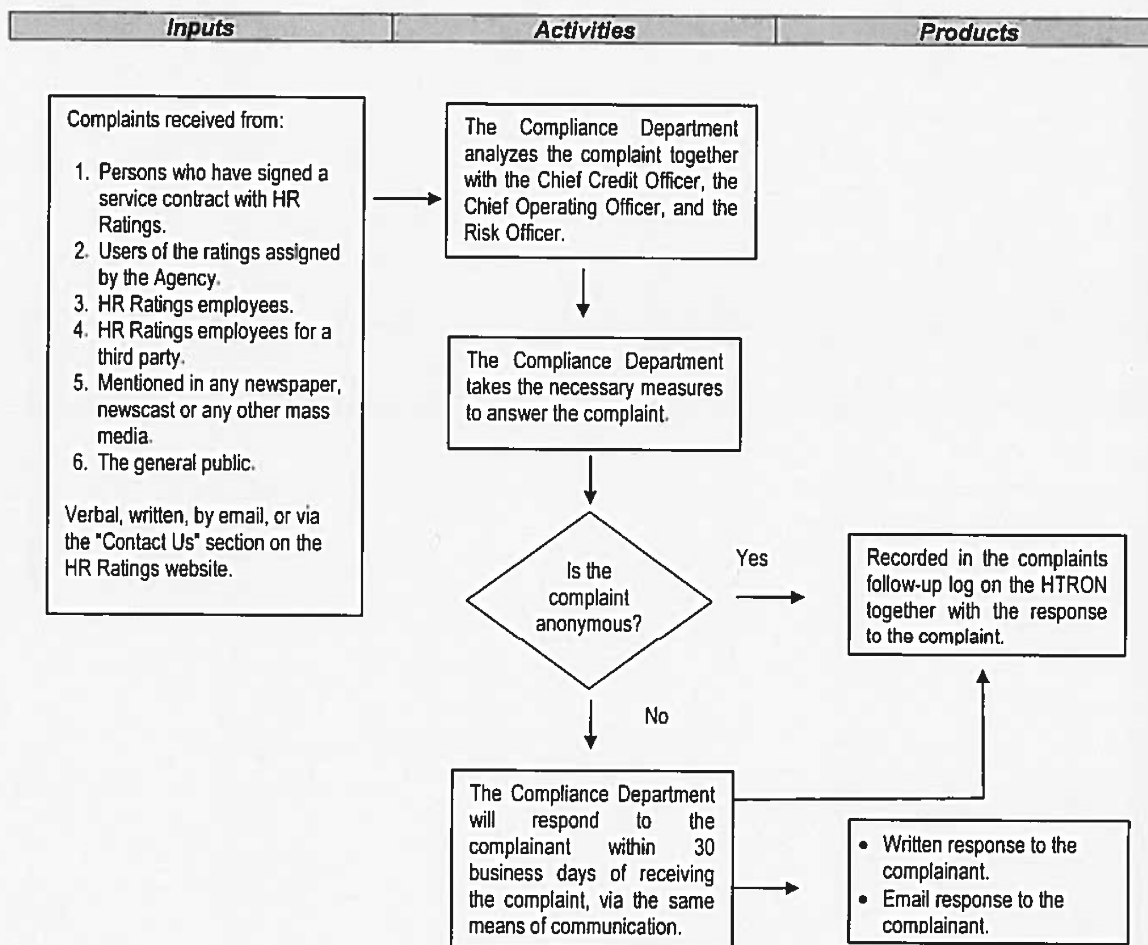 Inputs
Activities
Products
Complaints received from:
1. Persons who have signed a
service contract with HR
Ratings.
2. Users of the ratings assigned
by the Agency.
3. HR Ratings employees.
4. HR Ratings employees for a
third party.
5. Mentioned in any newspaper,
newscast or any other mass
media.
6. The general public.
Verbal, written, by email, or via
the "Contact Us" section on the
HR Ratings website.
The Compliance Department
analyzes the complaint together
with the Chief Credit Officer, the
Chief Operating Officer, and the
Risk Officer.
The Compliance Department
takes the necessary measures
to answer the complaint.
Is the
complaint
anonymous?
Yes
Recorded in the complaints
follow-up log on the HTRON
together with the response
to the complaint.
No
The Compliance Department
will respond to the
complainant within 30
business days of receiving
the complaint, via the same
means of communication.
• Written response to the
complainant.
• Email response to the
complainant.